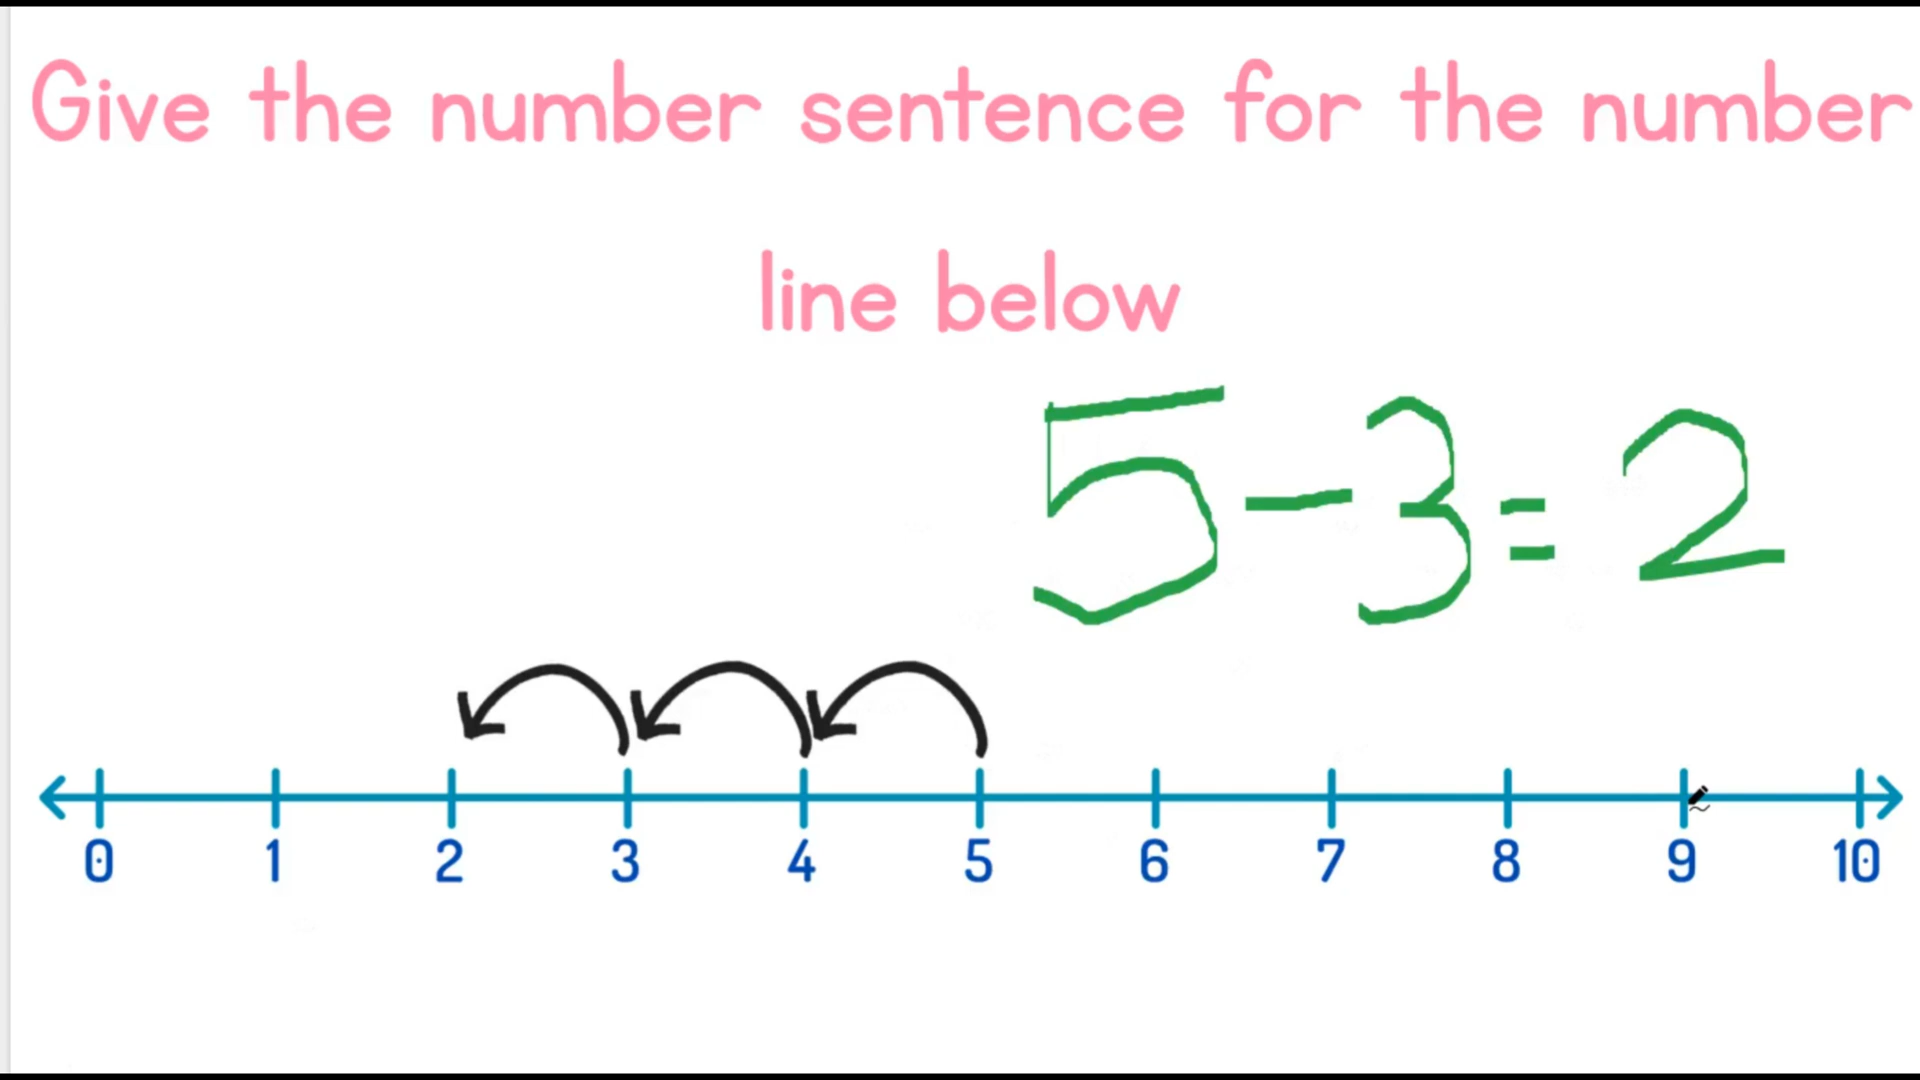 Give the number sentence for the number
line below
5-3=2
0 1 2 3 4 5 6 7 8 9 10